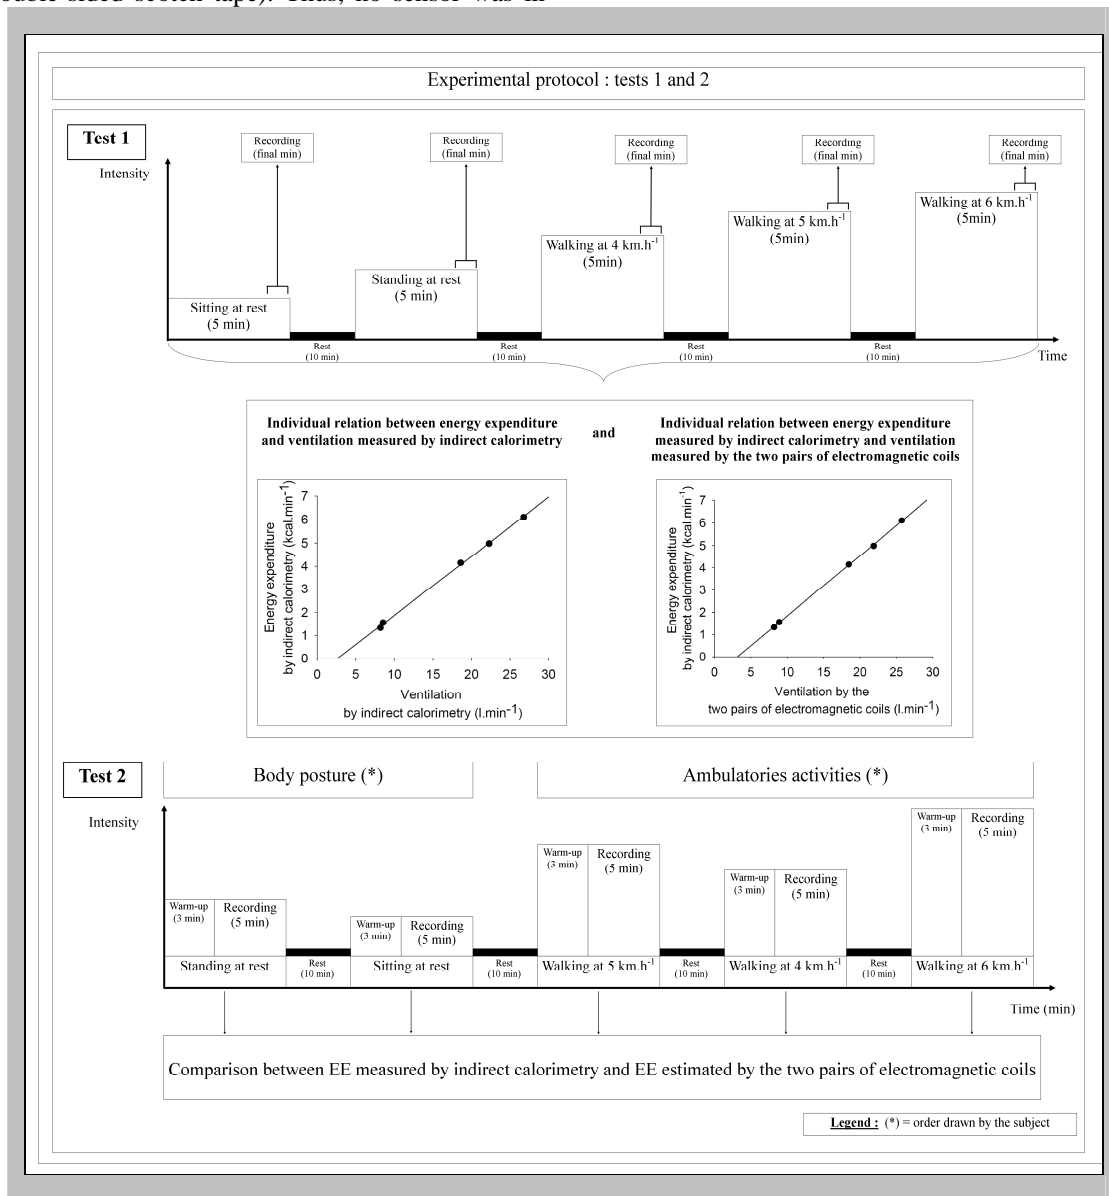 ouble-sided scotch tape). Thus, no sensor was in
Experimental protocol : tests 1 and 2
Test 1
Recording
(final min)
Recording
(final min)
Recording
(final min)
Recording
(final min)
Recording
(final min)
Intensity
Sitting at rest
(5 min)
Standing at rest
(5 min)
Walking at 4 km.h-1
(5min)
Walking at 5 km.h-1
(5min)
Walking at 6 km.h-1
(5min)
Rest
(10 min)
Rest
(10 min)
Rest
(10 min)
Rest
(10 min)
Time
Individual relation between energy expenditure
and ventilation measured by indirect calorimetry
and
Individual relation between energy expenditure
measured by indirect calorimetry and ventilation
measured by the two pairs of electromagnetic coils
Energy expenditure
by indirect calorimetry (kcal.min-1)
7
6
5
4
3
2
1
0
0 5 10 15 20 25 30
Ventilation
by indirect calorimetry (l.min-1)
Energy expenditure
by indirect calorimetry (kcal.min-1)
7
6
5
4
3
2
1
0
0 5 10 15 20 25 30
Ventilation by the
two pairs of electromagnetic coils (l.min-1)
Test 2
Body posture (*)
Ambulatories activities (*)
Intensity
Warm-up
(3 min)
Recording
(5 min)
Warm-up
(3 min)
Recording
(5 min)
Warm-up
(3 min)
Recording
(5 min)
Warm-up
(3 min)
Recording
(5 min)
Warm-up
(3 min)
Recording
(5 min)
Standing at rest
Rest
(10 min)
Sitting at rest
Rest
(10 min)
Walking at 5 km.h-1
Rest
(10 min)
Walking at 4 km.h-1
Rest
(10 min)
Walking at 6 km.h-1
Time (min)
Comparison between EE measured by indirect calorimetry and EE estimated by the two pairs of electromagnetic coils
Legend : (*) = order drawn by the subject